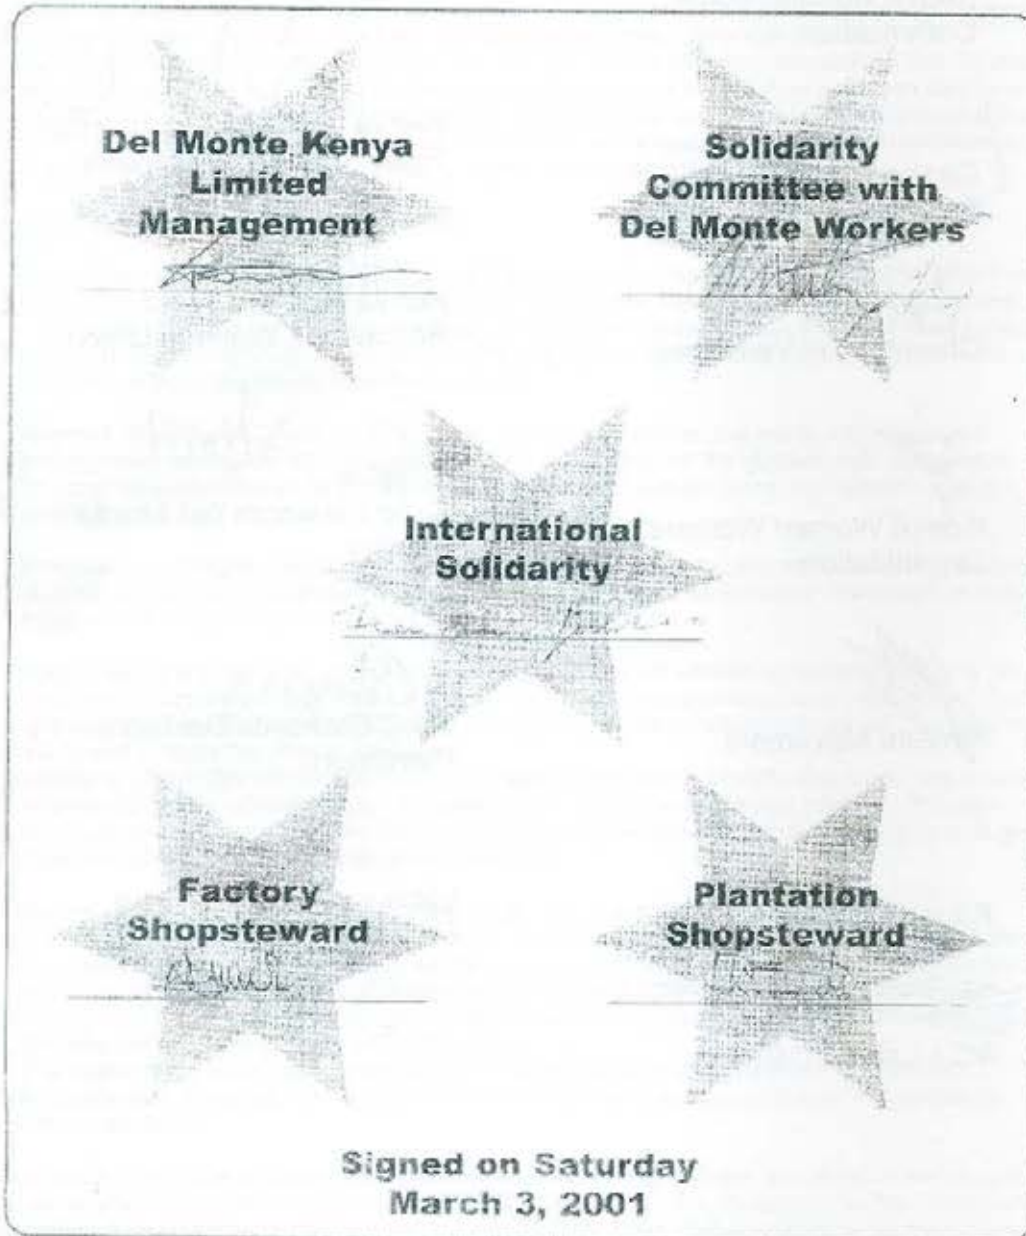 Del Monte Kenya
Limited
Management
Solidarity
Committee with
Del Monte Workers
International
Solidarity
Factory
Shopsteward
Plantation
Shopsteward
Signed on Saturday
March 3, 2001